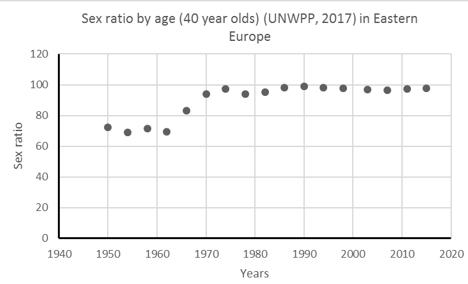 Sex ratio by age (40 year olds) (UNWPP, 2017) in Eastern
Europe
120
100
80
60
40
20
0
Sex ratio
1940 1950 1960 1970 1980 1990 2000 2010 2020
Years